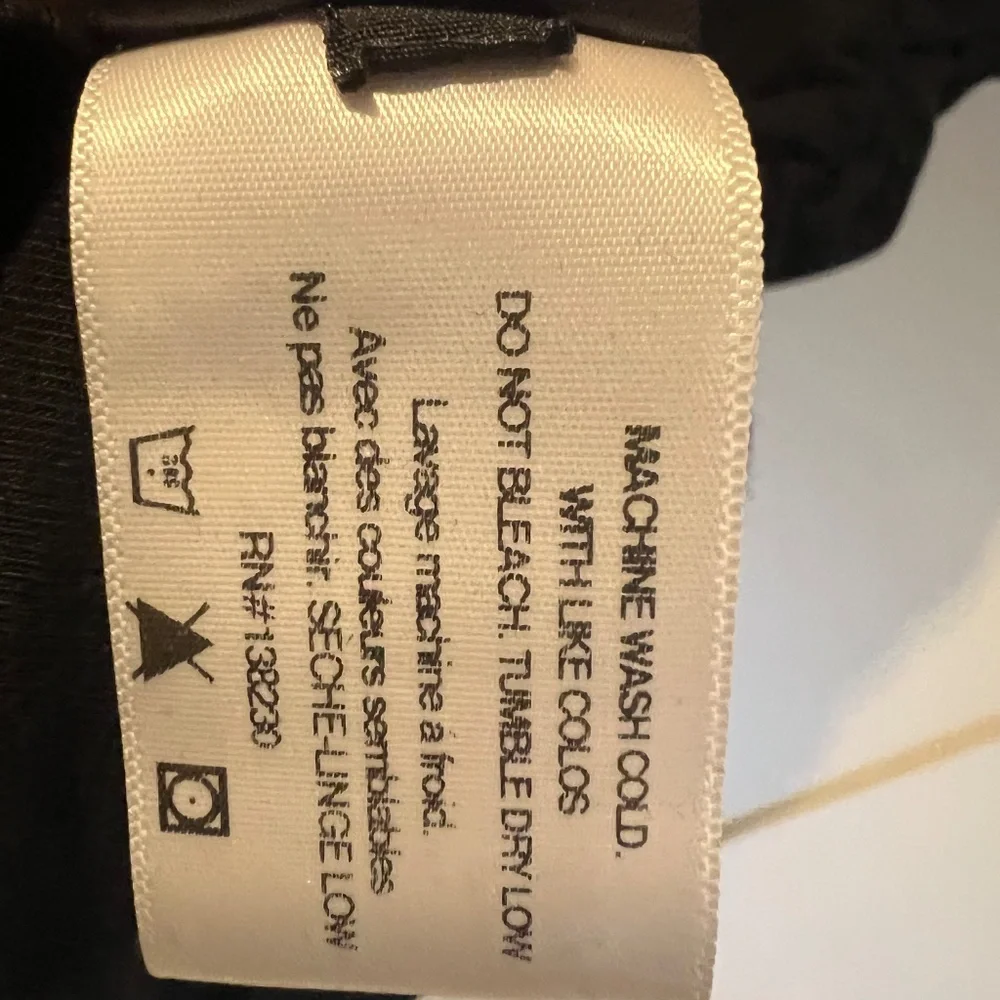 MACHINE WASH COLD.
WITH LIKE COLOS
DO NOT BLEACH. TUMBLE DRY LOW
Lavage machine à froid.
Avec des couleurs semblables
Ne pas blanchir. SECHE-LINGE LOW
RN#138230